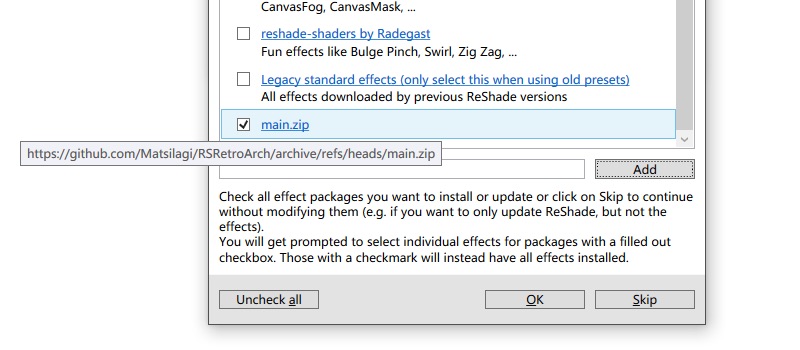 CanvasFog, CanvasMask, ...
reshade-shaders by Radegast
Fun effects like Bulge Pinch, Swirl, Zig Zag, ...
Legacy standard effects (only select this when using old presets)
All effects downloaded by previous ReShade versions
main.zip
https://github.com/Matsilagi/RSRetroArch/archive/refs/heads/main.zip
Add
Check all effect packages you want to install or update or click on Skip to continue
without modifying them (e.g. if you want to only update ReShade, but not the
effects).
You will get prompted to select individual effects for packages with a filled out
checkbox. Those with a checkmark will instead have all effects installed.
Uncheck all
OK
Skip